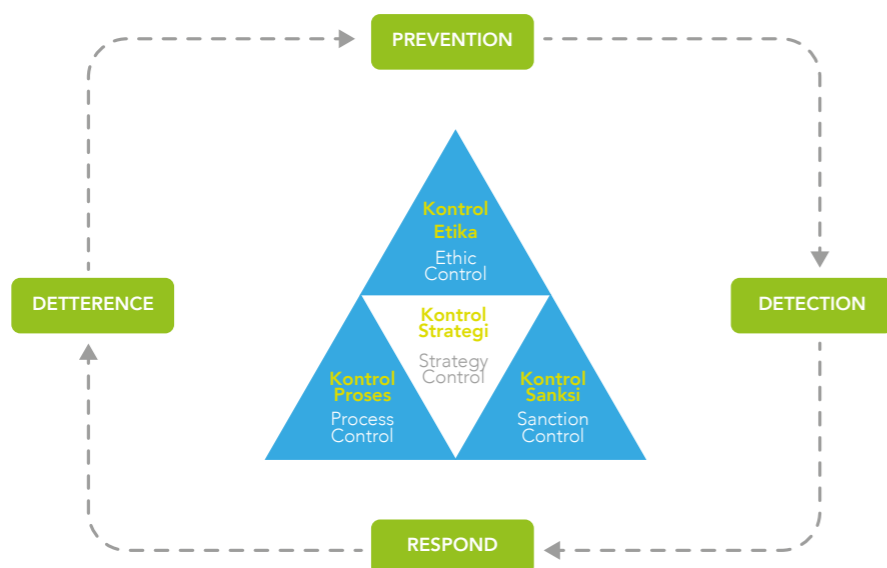 PREVENTION
Kontrol
Etika
Ethic
Control
DETTERENCE
DETECTION
Kontrol
Strategi
Strategy
Control
Kontrol
Proses
Process
Control
Kontrol
Sanksi
Sanction
Control
RESPOND